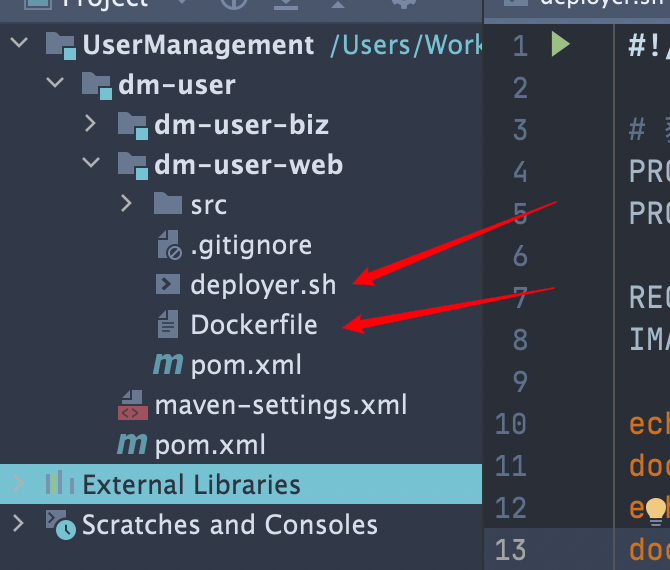 Project
deployer.sh
UserManagement /Users/Work
dm-user
dm-user-biz
dm-user-web
src
.gitignore
deployer.sh
Dockerfile
pom.xml
maven-settings.xml
pom.xml
External Libraries
Scratches and Consoles
1 #!/
2
3 #
4 PRO
5 PRO
6
7 REG
8 IMA
9
10 ech
11 doc
12 ech
13 doc